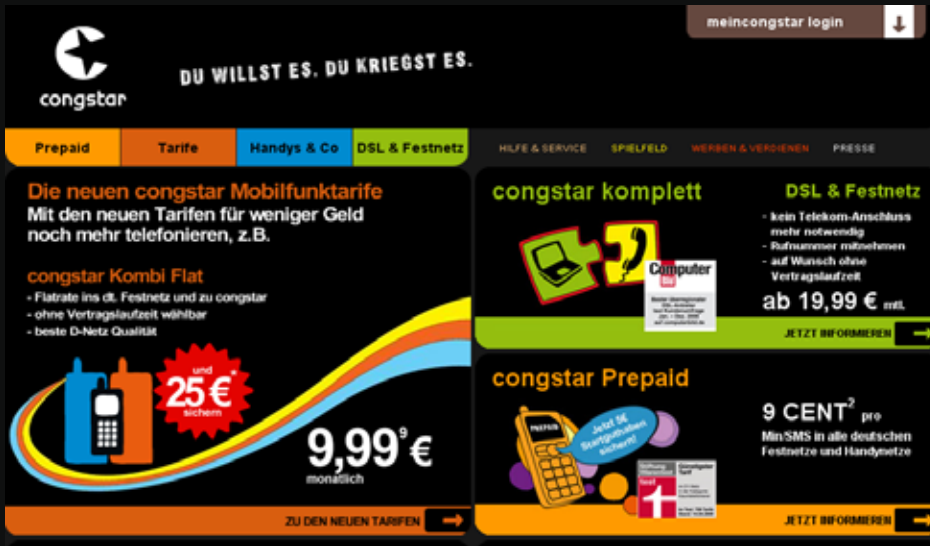 meincongstar login
congstar
DU WILLST ES. DU KRIEGST ES.
Prepaid
Tarife
Handys & Co
DSL & Festnetz
HILFE & SERVICE
SPIELFELD
WERBEN & VERDIENEN
PRESSE
Die neuen congstar Mobilfunktarife
Mit den neuen Tarifen für weniger Geld
noch mehr telefonieren, z.B.
congstar Kombi Flat
- Flatrate ins dt. Festnetz und zu congstar
- ohne Vertragslaufzeit wählbar
- beste D-Netz Qualität
und
25 €*
sichern
9,99⁹ €
monatlich
ZU DEN NEUEN TARIFEN
congstar komplett
DSL & Festnetz
- kein Telekom-Anschluss
mehr notwendig
- Rufnummer mitnehmen
- auf Wunsch ohne
Vertragslaufzeit
ab 19,99 € mtl.
Computer
Bild
JETZT INFORMIEREN
congstar Prepaid
PREPAID
Jetzt 5€
Startguthaben
sichern!
9 CENT² pro
Min/SMS in alle deutschen
Festnetze und Handynetze
test
JETZT INFORMIEREN